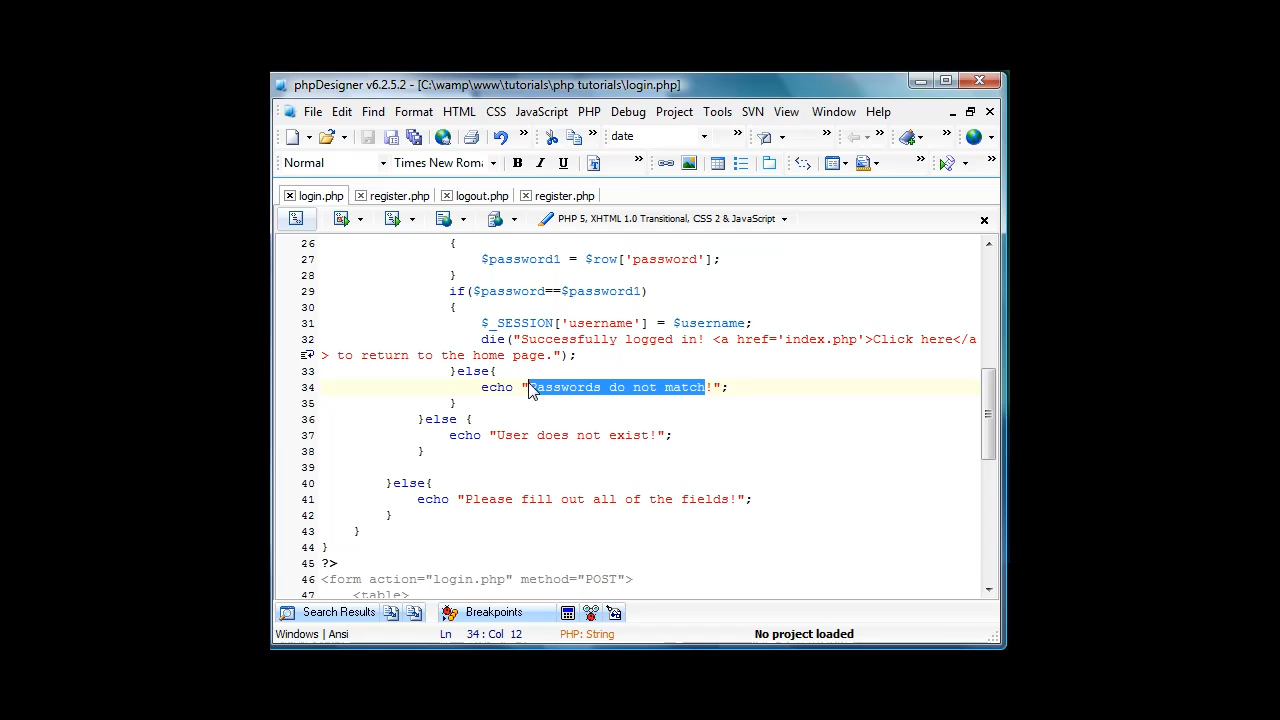 phpDesigner v6.2.5.2 - [C:\wamp\www\tutorials\php tutorials\login.php]
File Edit Find Format HTML CSS JavaScript PHP Debug Project Tools SVN View Window Help
date
Normal Times New Roma
login.php register.php logout.php register.php
PHP 5, XHTML 1.0 Transitional, CSS 2 & JavaScript
26 {
27 $password1 = $row['password'];
28 }
29 if($password==$password1)
30 {
31 $_SESSION['username'] = $username;
32 die("Successfully logged in! <a href='index.php'>Click here</a
> to return to the home page.");
33 }else{
34 echo "Passwords do not match!";
35 }
36 }else {
37 echo "User does not exist!";
38 }
39
40 }else{
41 echo "Please fill out all of the fields!";
42 }
43 }
44 }
45 ?>
46 <form action="login.php" method="POST">
47 <table>
Search Results Breakpoints
Windows | Ansi Ln 34 : Col 12 PHP: String No project loaded